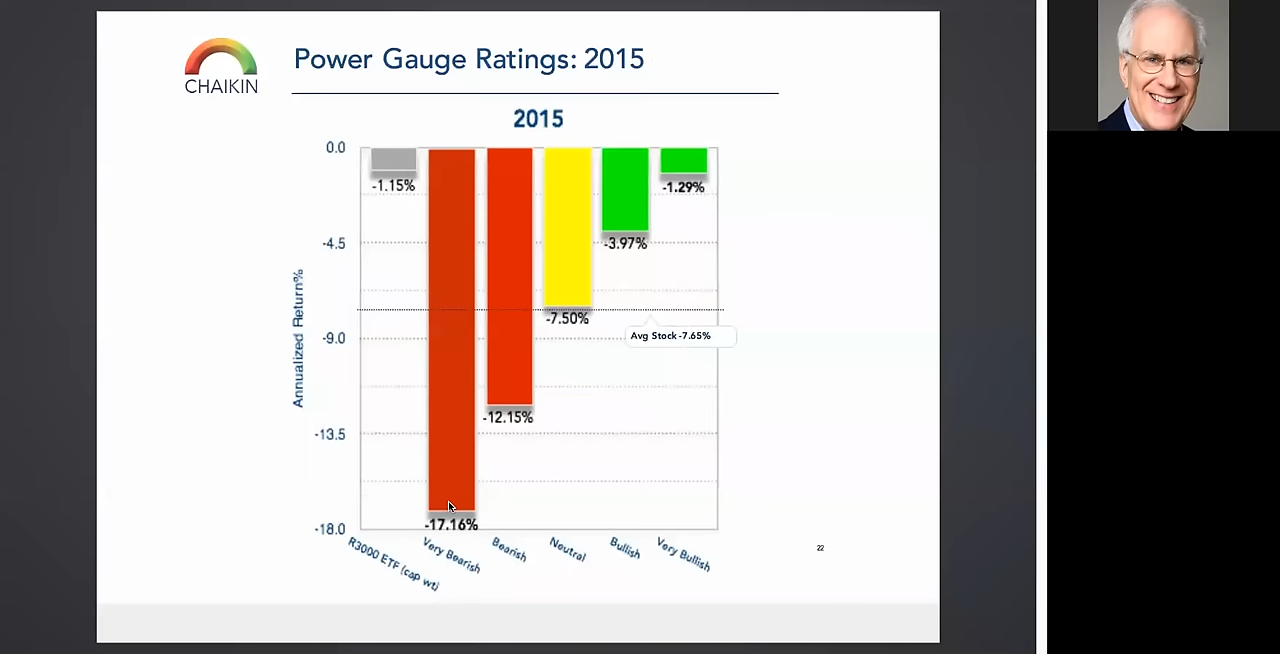 CHAIKIN
Power Gauge Ratings: 2015
2015
0.0
-4.5
-9.0
-13.5
-18.0
Annualized Return%
-1.15%
-17.16%
-12.15%
-7.50%
-3.97%
-1.29%
Avg Stock -7.65%
R3000 ETF (cap wt)
Very Bearish
Bearish
Neutral
Bullish
Very Bullish
22